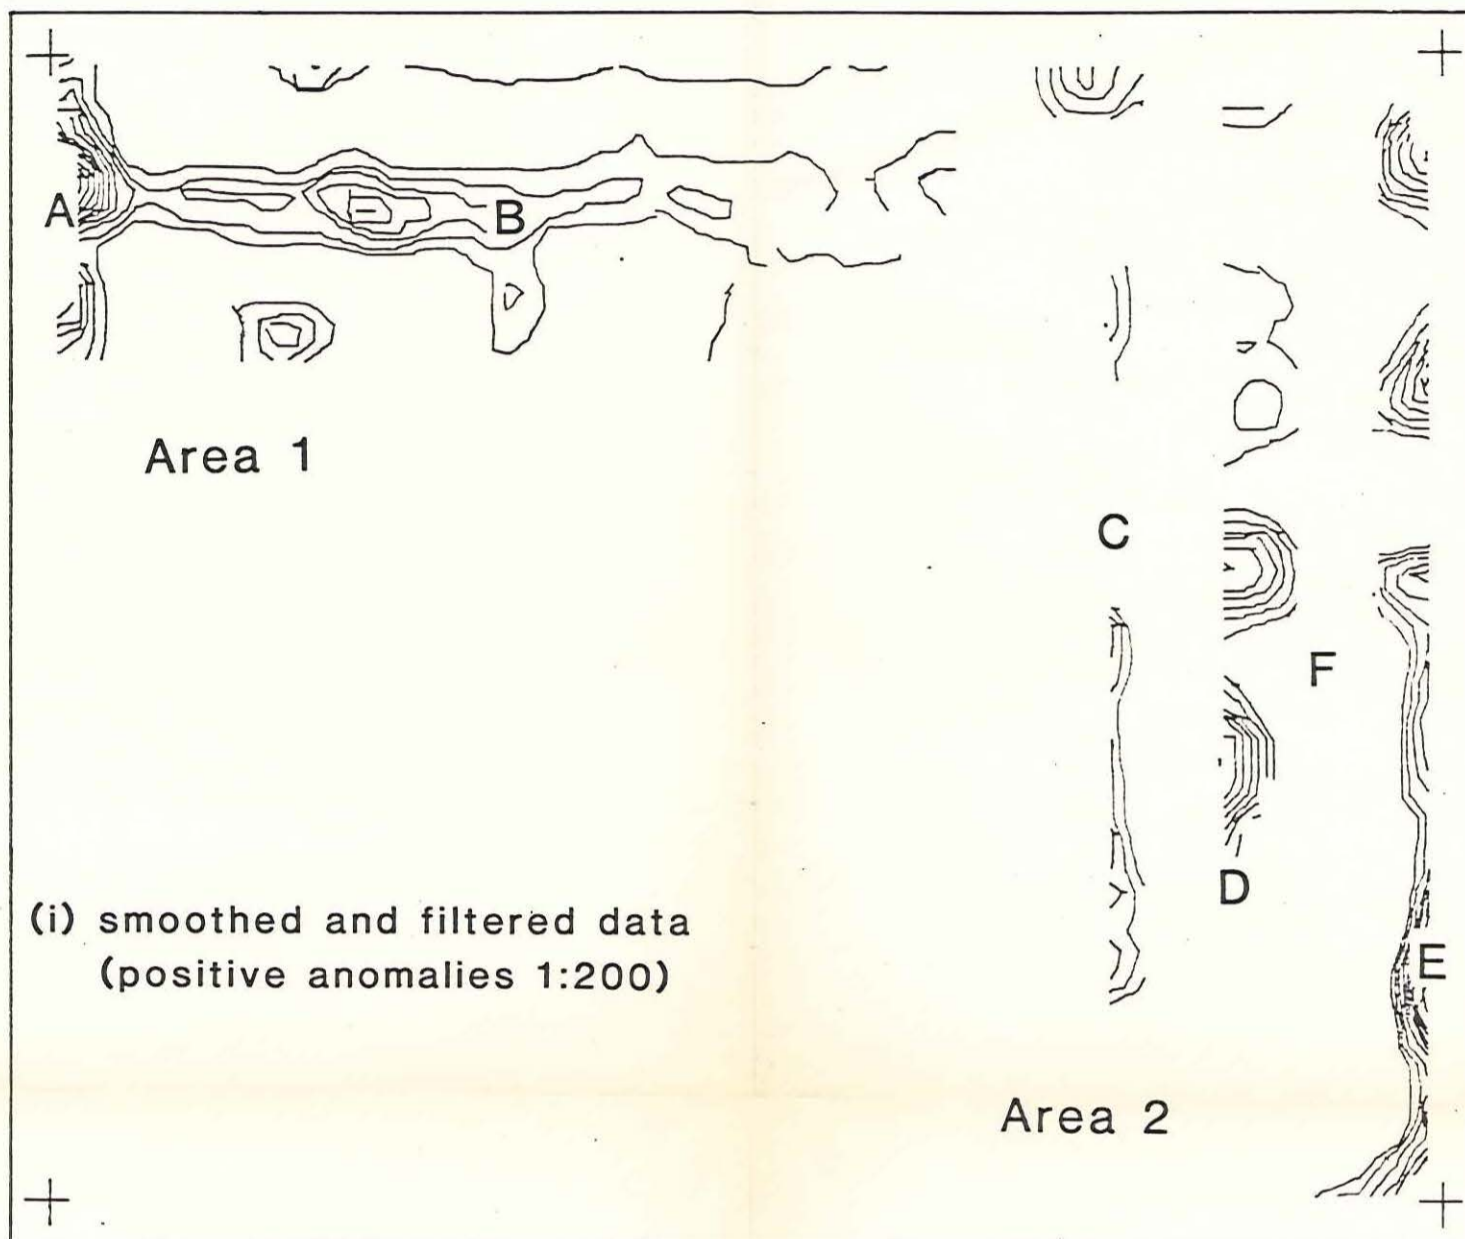 A
B
Area 1
C
F
D
(i) smoothed and filtered data
(positive anomalies 1:200)
E
Area 2